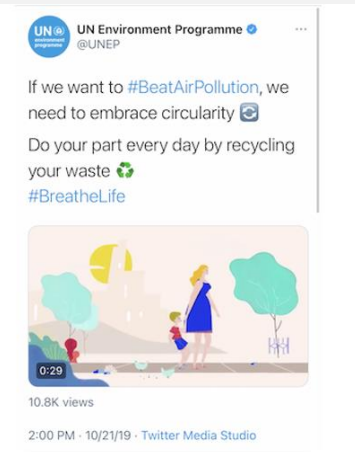 UN Environment Programme
@UNEP
If we want to #BeatAirPollution, we
need to embrace circularity 🔄
Do your part every day by recycling
your waste ♻️
#BreatheLife
0:29
10.8K views
2:00 PM · 10/21/19 · Twitter Media Studio